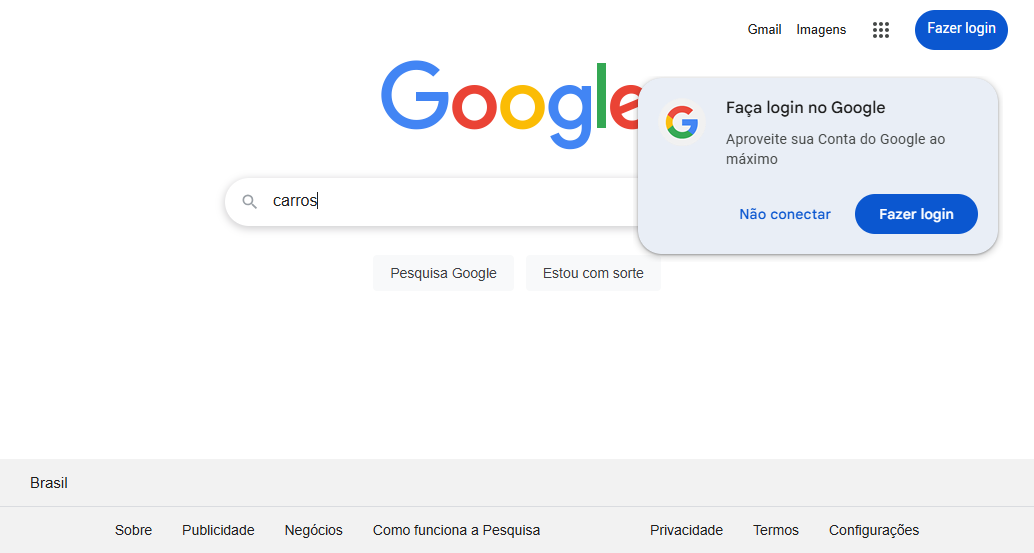 Gmail Imagens Fazer login
Google
Faça login no Google
Aproveite sua Conta do Google ao
máximo
Não conectar Fazer login
carros
Pesquisa Google Estou com sorte
Brasil
Sobre Publicidade Negócios Como funciona a Pesquisa Privacidade Termos Configurações